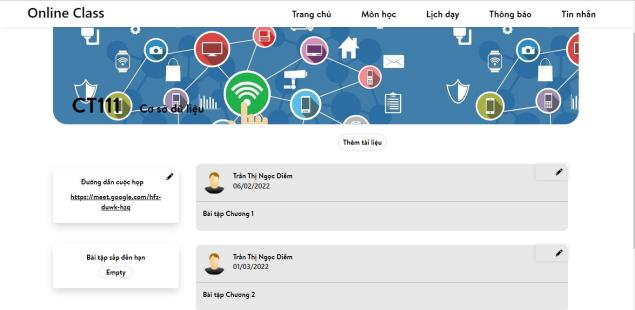 Online Class
Trang chủ Môn học Lịch dạy Thông báo Tin nhắn
CT111 Cơ sở dữ liệu
Thêm tài liệu
Đường dẫn cuộc họp
https://meet.google.com/hfz-
duwk-hzq
Trần Thị Ngọc Diễm
06/02/2022
Bài tập Chương 1
Bài tập sắp đến hạn
Empty
Trần Thị Ngọc Diễm
01/03/2022
Bài tập Chương 2